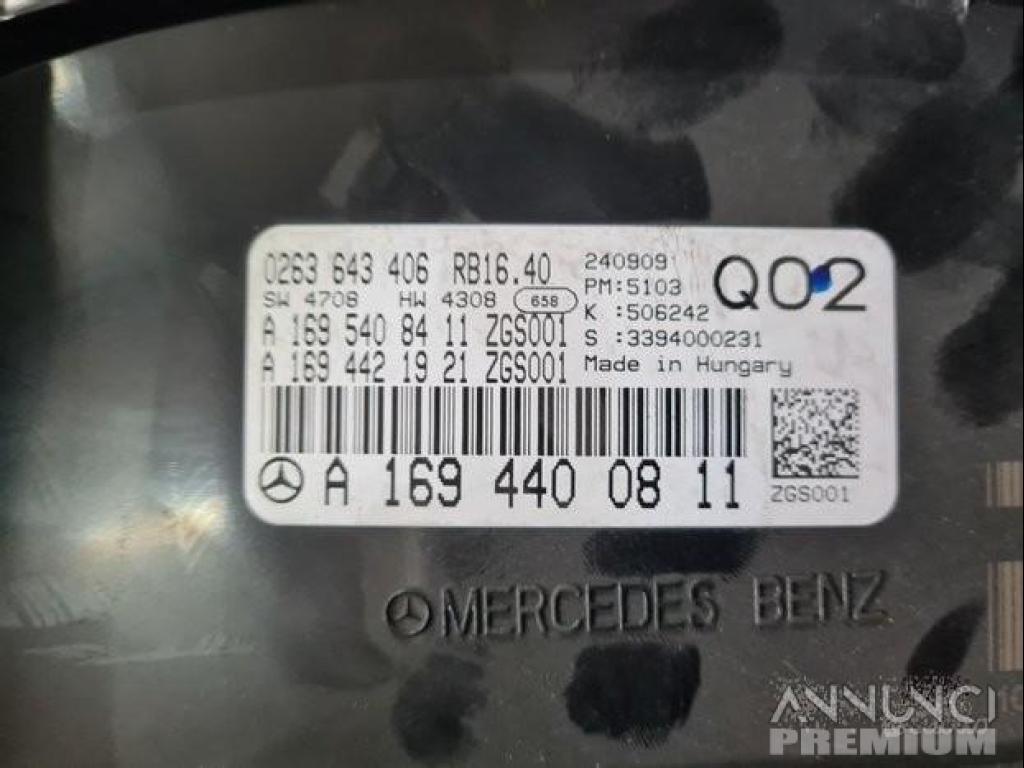 0263 643 406 RB16.40
SW 4708 HW 4308 658
A 169 540 84 11 ZGS001
A 169 442 19 21 ZGS001
2409091
PM:5103
K :506242
S :3394000231
Made in Hungary
Q02
A 169 440 08 11
ZGS001
MERCEDES BENZ
ANNUNCI
PREMIUM